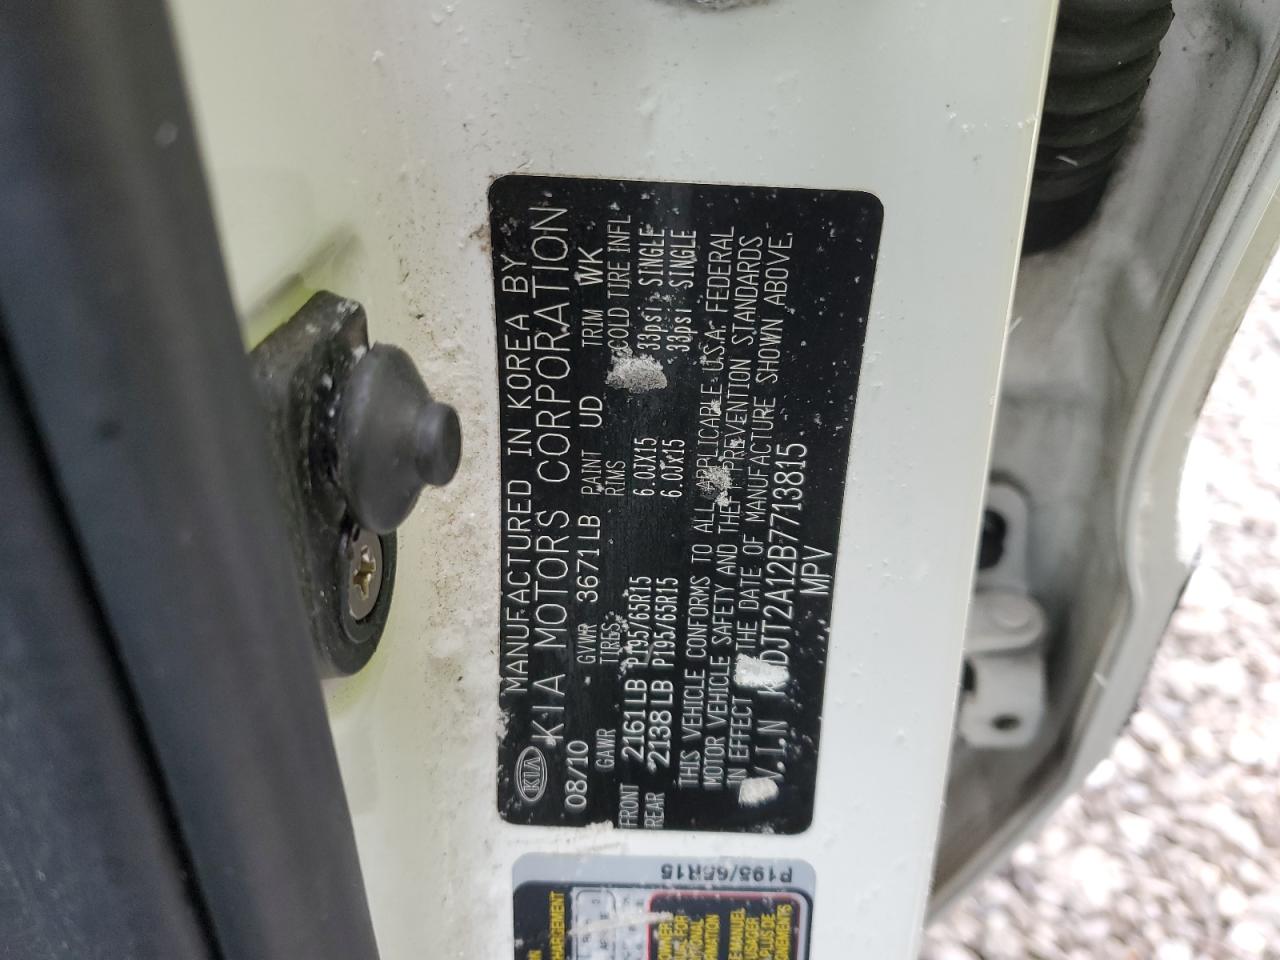 KIA
MANUFACTURED IN KOREA BY
KIA MOTORS CORPORATION
08/10 GVWR 3671LB PAINT UD TRIM WK
GAWR TIRES RIMS COLD TIRE INFL
FRONT 2161LB P195/65R15 6.0JX15 33psi, SINGLE
REAR 2138LB P195/65R15 6.0JX15 33psi, SINGLE
THIS VEHICLE CONFORMS TO ALL APPLICABLE U.S.A. FEDERAL
MOTOR VEHICLE SAFETY AND THEFT PREVENTION STANDARDS
IN EFFECT THE DATE OF MANUFACTURE SHOWN ABOVE.
V.I.N DJT2A12B7713815
MPV
P195/65R15